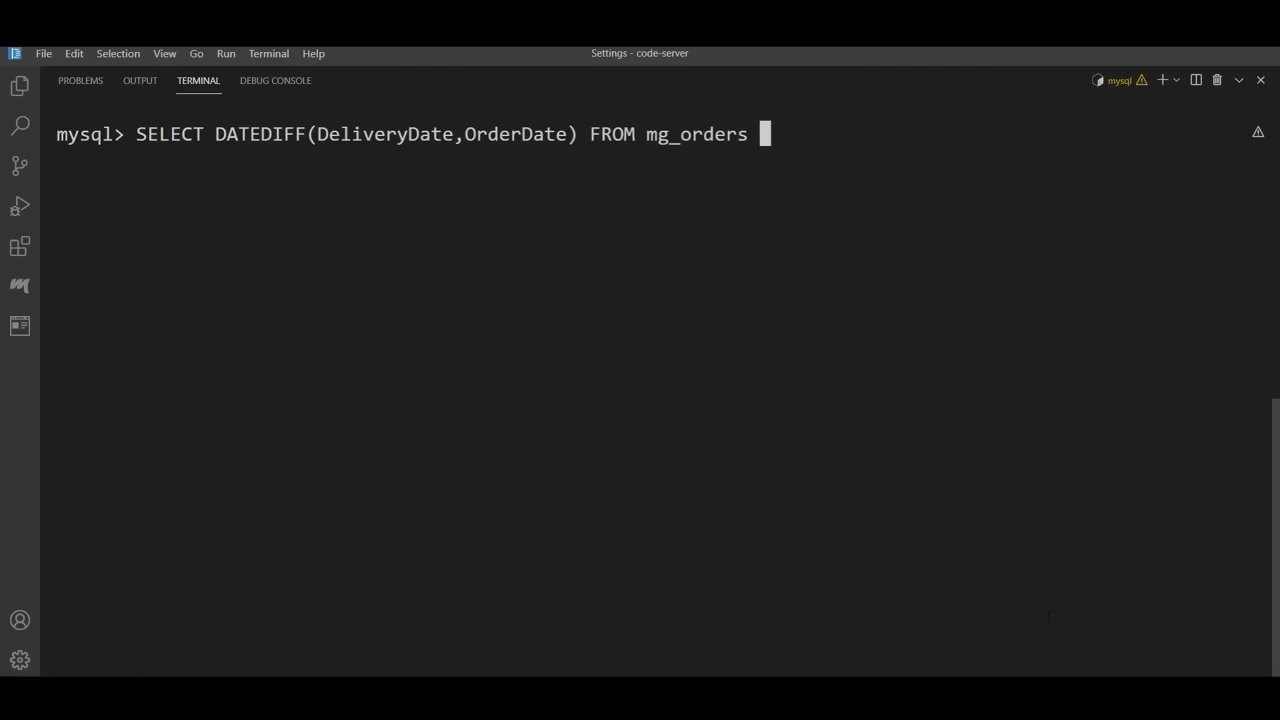 File Edit Selection View Go Run Terminal Help Settings - code-server
PROBLEMS OUTPUT TERMINAL DEBUG CONSOLE mysql
mysql> SELECT DATEDIFF(DeliveryDate,OrderDate) FROM mg_orders